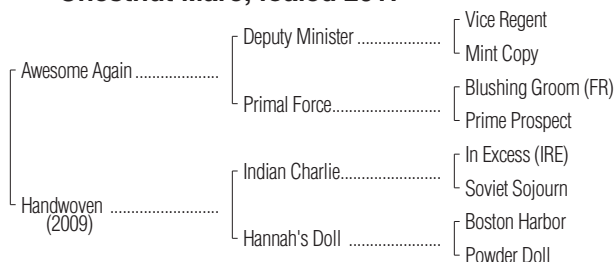 Chestnut Mare; foaled
Vice Regent
Deputy Minister
Mint Copy
Awesome Again
Blushing Groom (FR)
Primal Force
Prime Prospect
In Excess (IRE)
Indian Charlie
Soviet Sojourn
Handwoven
(2009)
Boston Harbor
Hannah's Doll
Powder Doll